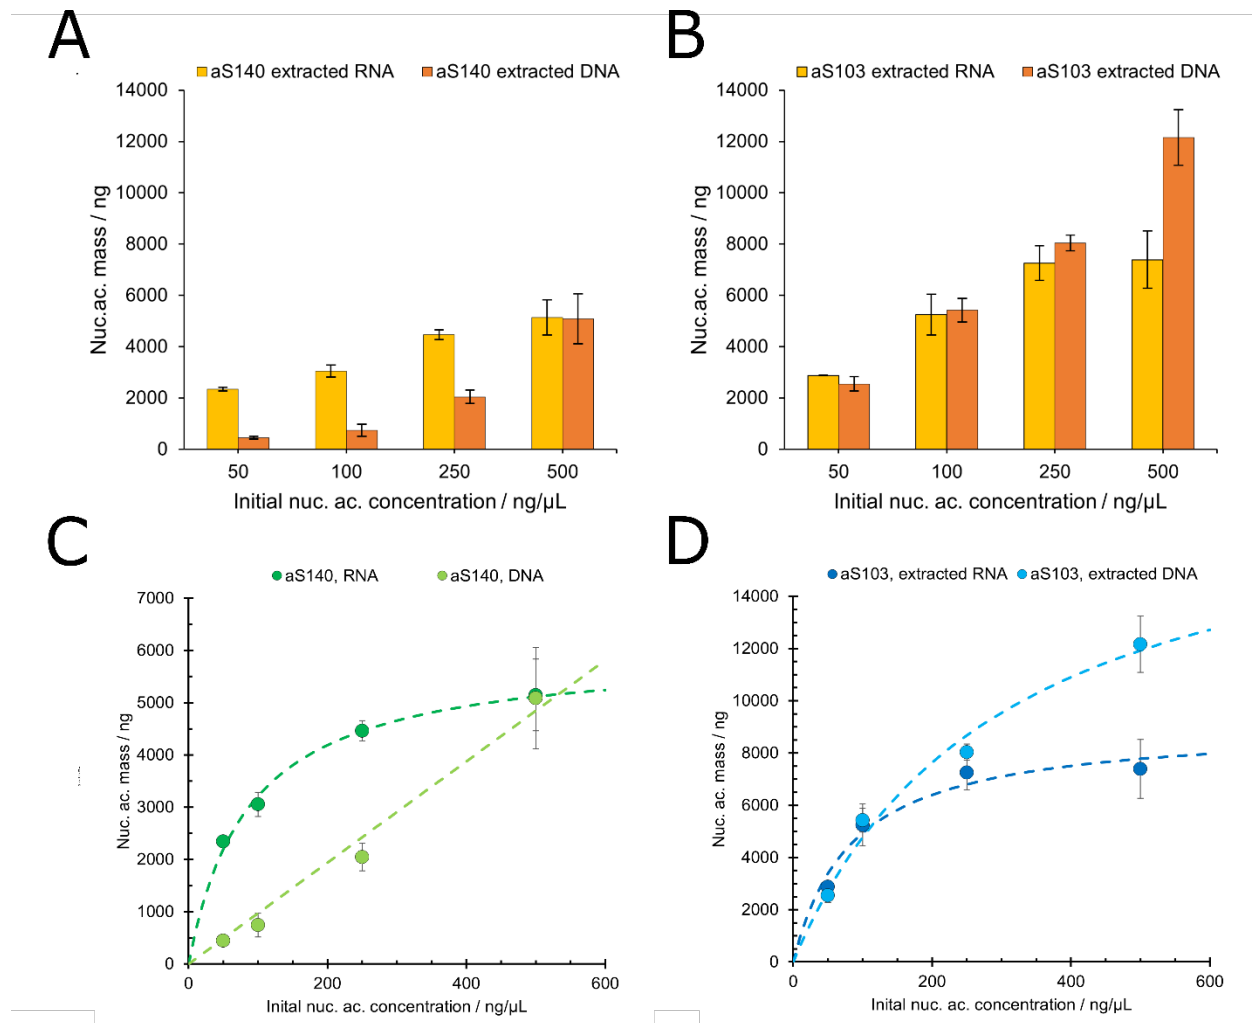 A
B
aS140 extracted RNA aS140 extracted DNA
aS103 extracted RNA aS103 extracted DNA
14000
12000
10000
8000
6000
4000
2000
0
Nuc.ac. mass / ng
50 100 250 500
Initial nuc. ac. concentration / ng/µL
14000
12000
10000
8000
6000
4000
2000
0
Nuc.ac. mass / ng
50 100 250 500
Initial nuc. ac. concentration / ng/µL
C
D
aS140, RNA aS140, DNA
7000
6000
5000
4000
3000
2000
1000
0
Nuc. ac. mass / ng
0 200 400 600
Inital nuc. ac. concentration / ng/µL
aS103, extracted RNA aS103, extracted DNA
14000
12000
10000
8000
6000
4000
2000
0
Nuc. ac. mass / ng
0 200 400 600
Inital nuc. ac. concentration / ng/µL